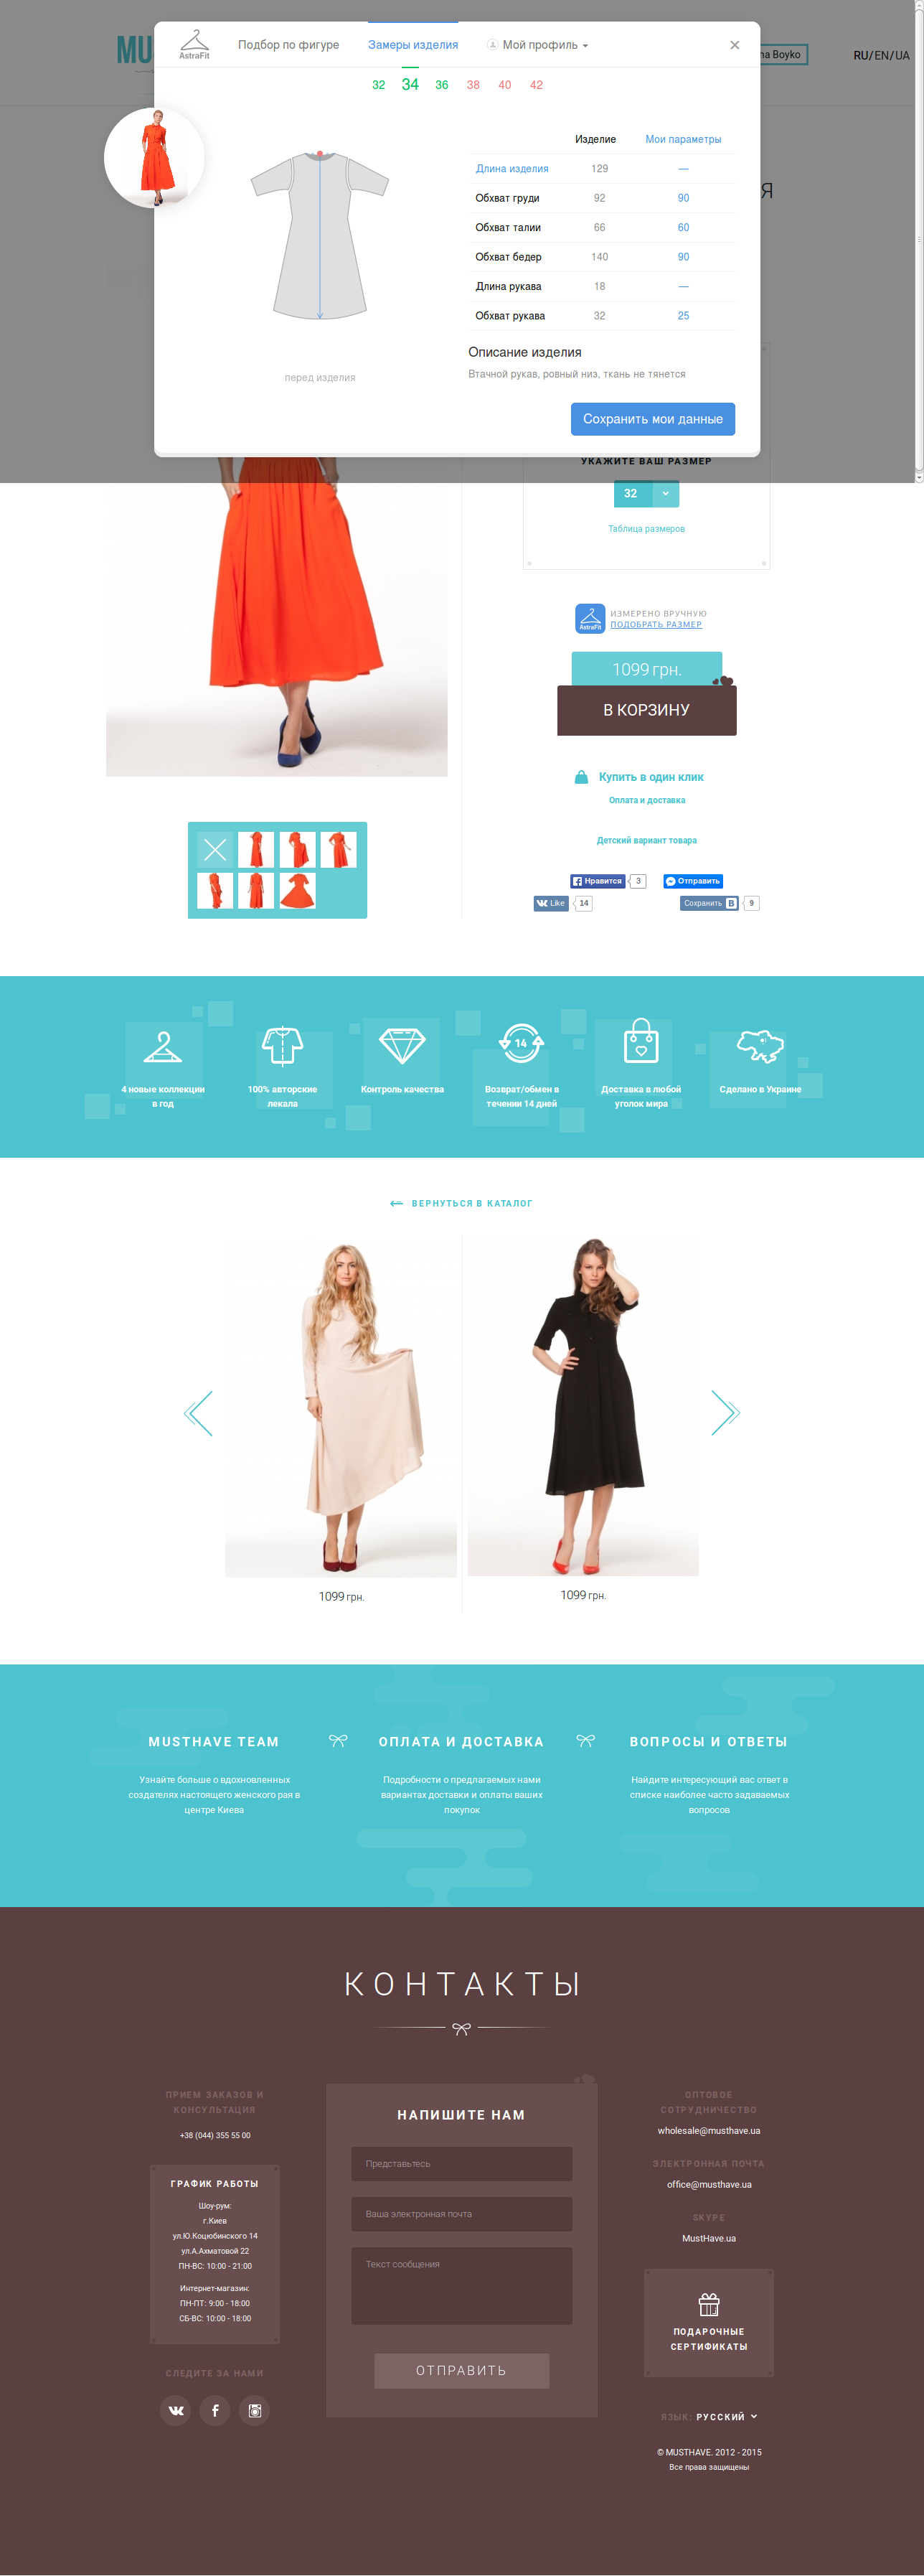 MUS
AstraFit
Подбор по фигуре
Замеры изделия
Мой профиль
×
na Boyko
RU/EN/UA
32 34 36 38 40 42
Изделие Мои параметры
Длина изделия 129 —
Обхват груди 92 90
Обхват талии 66 60
Обхват бедер 140 90
Длина рукава 18 —
Обхват рукава 32 25
Я
перед изделия
Описание изделия
Втачной рукав, ровный низ, ткань не тянется
Сохранить мои данные
УКАЖИТЕ ВАШ РАЗМЕР
32
Таблица размеров
AstraFit
ИЗМЕРЕНО ВРУЧНУЮ
ПОДОБРАТЬ РАЗМЕР
1099 грн.
В КОРЗИНУ
Купить в один клик
Оплата и доставка
Детский вариант товара
Нравится 3 Отправить
Like 14 Сохранить B 9
14
4 новые коллекции
в год
100% авторские
лекала
Контроль качества
Возврат/обмен в
течении 14 дней
Доставка в любой
уголок мира
Сделано в Украине
ВЕРНУТЬСЯ В КАТАЛОГ
1099 грн.
1099 грн.
MUSTHAVE TEAM
Узнайте больше о вдохновленных
создателях настоящего женского рая в
центре Киева
ОПЛАТА И ДОСТАВКА
Подробности о предлагаемых нами
вариантах доставки и оплаты ваших
покупок
ВОПРОСЫ И ОТВЕТЫ
Найдите интересующий вас ответ в
списке наиболее часто задаваемых
вопросов
КОНТАКТЫ
ПРИЕМ ЗАКАЗОВ И
КОНСУЛЬТАЦИЯ
+38 (044) 355 55 00
ГРАФИК РАБОТЫ
Шоу-рум:
г.Киев
ул.Ю.Коцюбинского 14
ул.А.Ахматовой 22
ПН-ВС: 10:00 - 21:00
Интернет-магазин:
ПН-ПТ: 9:00 - 18:00
СБ-ВС: 10:00 - 18:00
СЛЕДИТЕ ЗА НАМИ
НАПИШИТЕ НАМ
Представьтесь
Ваша электронная почта
Текст сообщения
ОТПРАВИТЬ
ОПТОВОЕ
СОТРУДНИЧЕСТВО
wholesale@musthave.ua
ЭЛЕКТРОННАЯ ПОЧТА
office@musthave.ua
SKYPE
MustHave.ua
ПОДАРОЧНЫЕ
СЕРТИФИКАТЫ
ЯЗЫК: РУССКИЙ
© MUSTHAVE. 2012 - 2015
Все права защищены